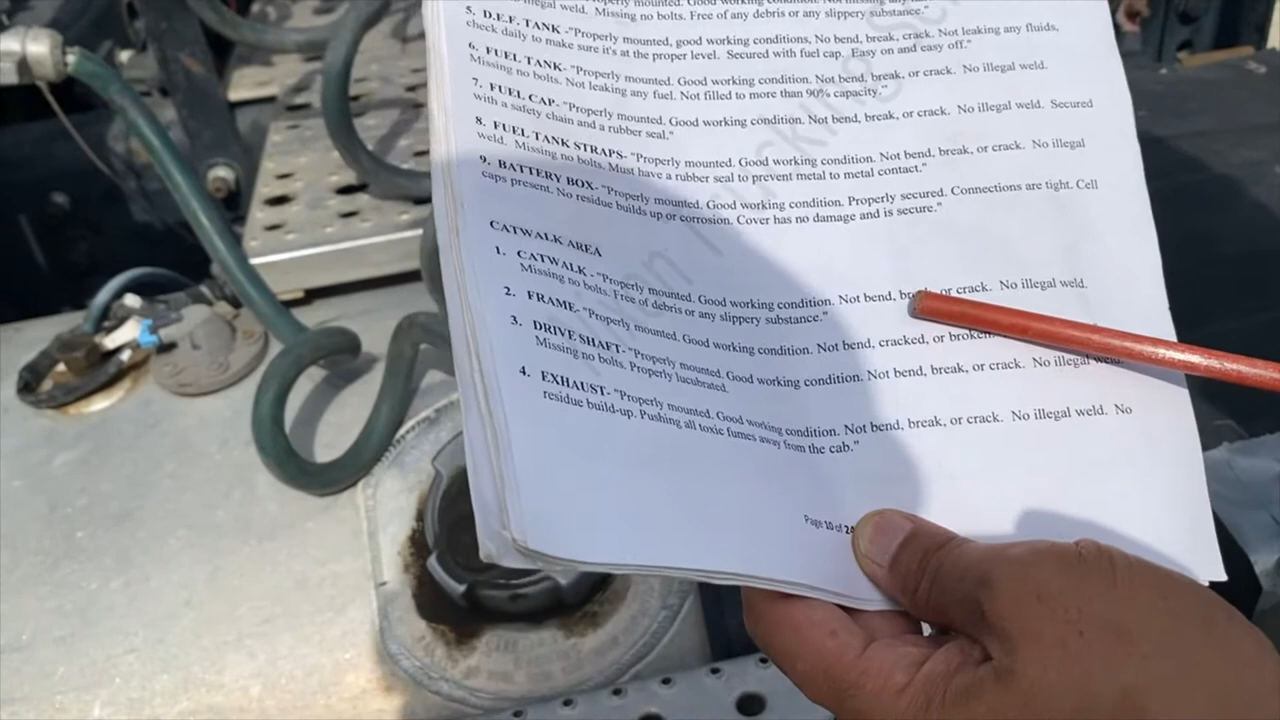 illegal weld. Missing no bolts. Free of any debris or any slippery substance."
5. D.E.F. TANK -"Properly mounted, good working conditions, No bend, break, crack. Not leaking any fluids,
check daily to make sure it's at the proper level. Secured with fuel cap. Easy on and easy off."
6. FUEL TANK- "Properly mounted. Good working condition. Not bend, break, or crack. No illegal weld.
Missing no bolts. Not leaking any fuel. Not filled to more than 90% capacity."
7. FUEL CAP- "Properly mounted. Good working condition. Not bend, break, or crack. No illegal weld. Secured
with a safety chain and a rubber seal."
8. FUEL TANK STRAPS- "Properly mounted. Good working condition. Not bend, break, or crack. No illegal
weld. Missing no bolts. Must have a rubber seal to prevent metal to metal contact."
9. BATTERY BOX- "Properly mounted. Good working condition. Properly secured. Connections are tight. Cell
caps present. No residue builds up or corrosion. Cover has no damage and is secure."
CATWALK AREA
1. CATWALK - "Properly mounted. Good working condition. Not bend, break, or crack. No illegal weld.
Missing no bolts. Free of debris or any slippery substance."
2. FRAME- "Properly mounted. Good working condition. Not bend, cracked, or broken.
3. DRIVE SHAFT- "Properly mounted. Good working condition. Not bend, break, or crack. No illegal weld.
Missing no bolts. Properly lucubrated.
4. EXHAUST- "Properly mounted. Good working condition. Not bend, break, or crack. No illegal weld. No
residue build-up. Pushing all toxic fumes away from the cab."
Page 10 of 24